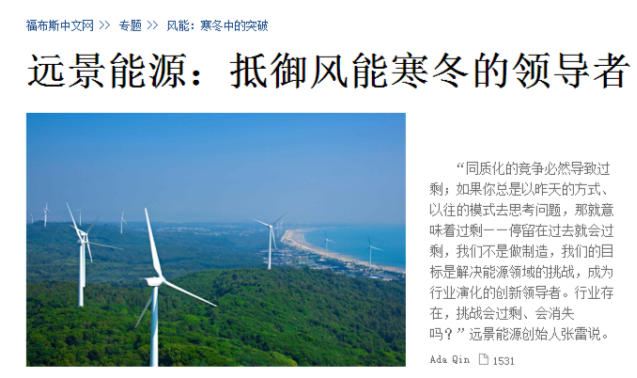 福布斯中文网 >> 专题 >> 风能：寒冬中的突破
远景能源：抵御风能寒冬的领导者
“同质化的竞争必然导致过
剩；如果你总是以昨天的方式、
以往的模式去思考问题，那就意
味着过剩——停留在过去就会过
剩，我们不是做制造，我们的目
标是解决能源领域的挑战，成为
行业演化的创新领导者。行业存
在，挑战会过剩、会消失
吗？”远景能源创始人张雷说。
Ada Qin 1531